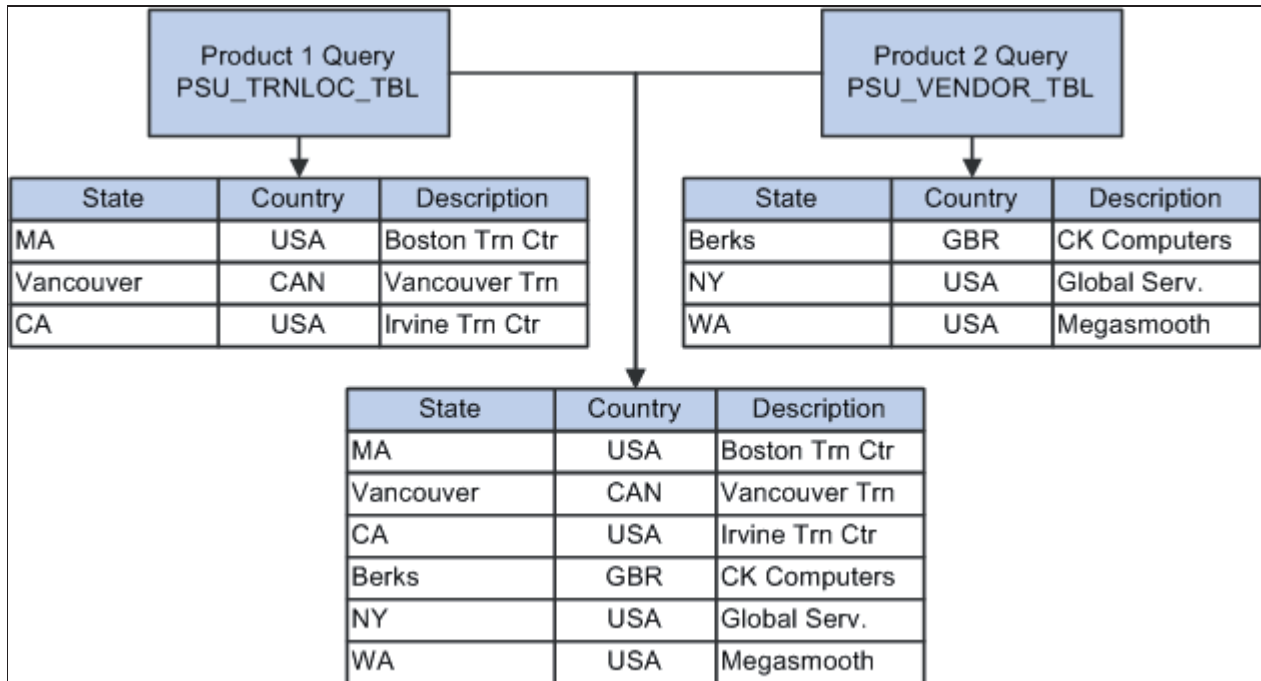 Product 1 Query
PSU_TRNLOC_TBL
Product 2 Query
PSU_VENDOR_TBL
State Country Description
MA USA Boston Trn Ctr
Vancouver CAN Vancouver Trn
CA USA Irvine Trn Ctr
State Country Description
Berks GBR CK Computers
NY USA Global Serv.
WA USA Megasmooth
State Country Description
MA USA Boston Trn Ctr
Vancouver CAN Vancouver Trn
CA USA Irvine Trn Ctr
Berks GBR CK Computers
NY USA Global Serv.
WA USA Megasmooth